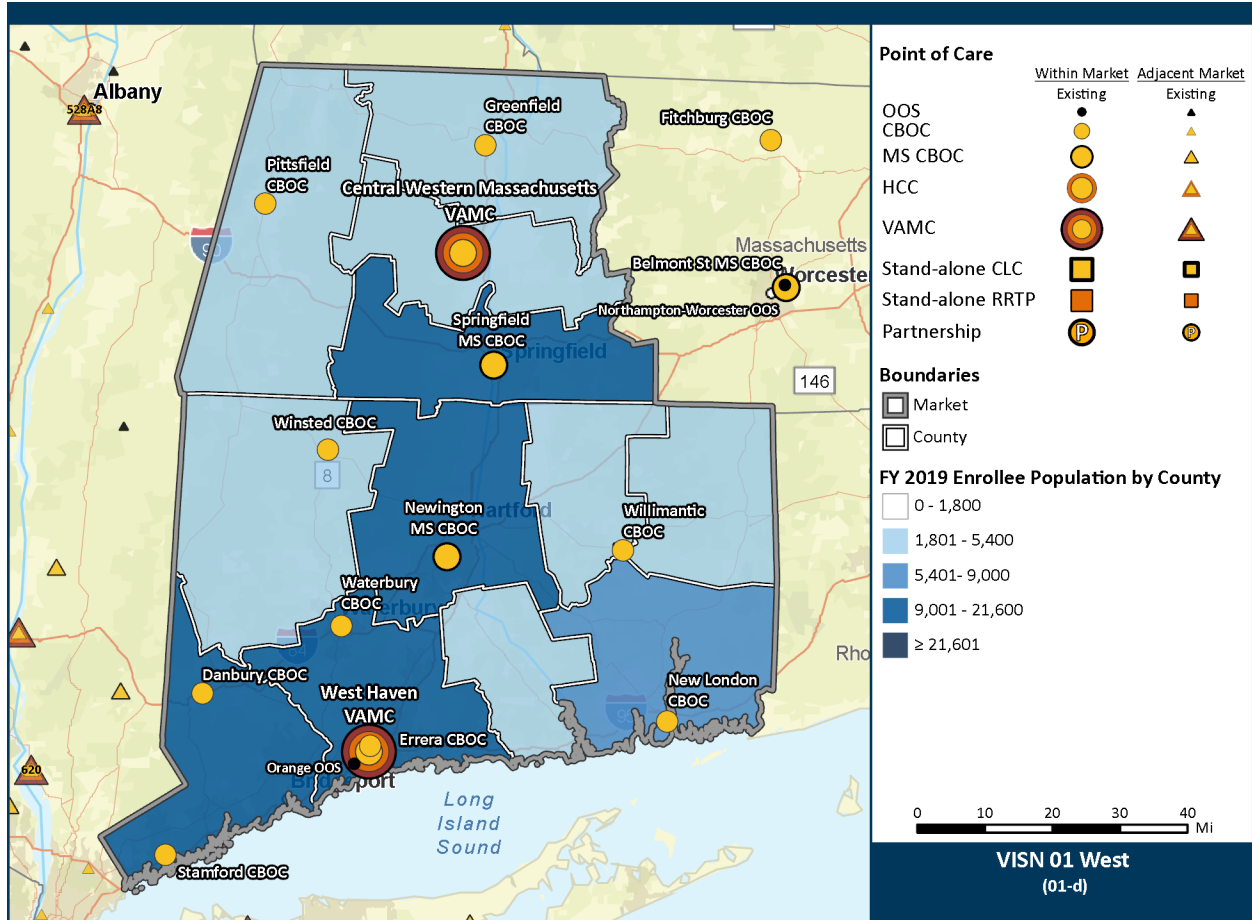 Albany
528A8
Greenfield
CBOC
Fitchburg CBOC
Pittsfield
CBOC
Central Western Massachusetts
VAMC
90
Massachusetts
Belmont St MS CBOC
Worcester
Northampton-Worcester OOS
Springfield
MS CBOC
Springfield
146
Winsted CBOC
8
Newington
MS CBOC
Willimantic
CBOC
Waterbury
CBOC
Danbury CBOC
West Haven
VAMC
New London
CBOC
Errera CBOC
Orange OOS
620
Long
Island
Sound
Stamford CBOC
Point of Care
Within Market Adjacent Market
Existing Existing
OOS
CBOC
MS CBOC
HCC
VAMC
Stand-alone CLC
Stand-alone RRTP
Partnership P P
Boundaries
Market
County
FY 2019 Enrollee Population by County
0 - 1,800
1,801 - 5,400
5,401- 9,000
9,001 - 21,600
≥ 21,601
0 10 20 30 40
Mi
VISN 01 West
(01-d)